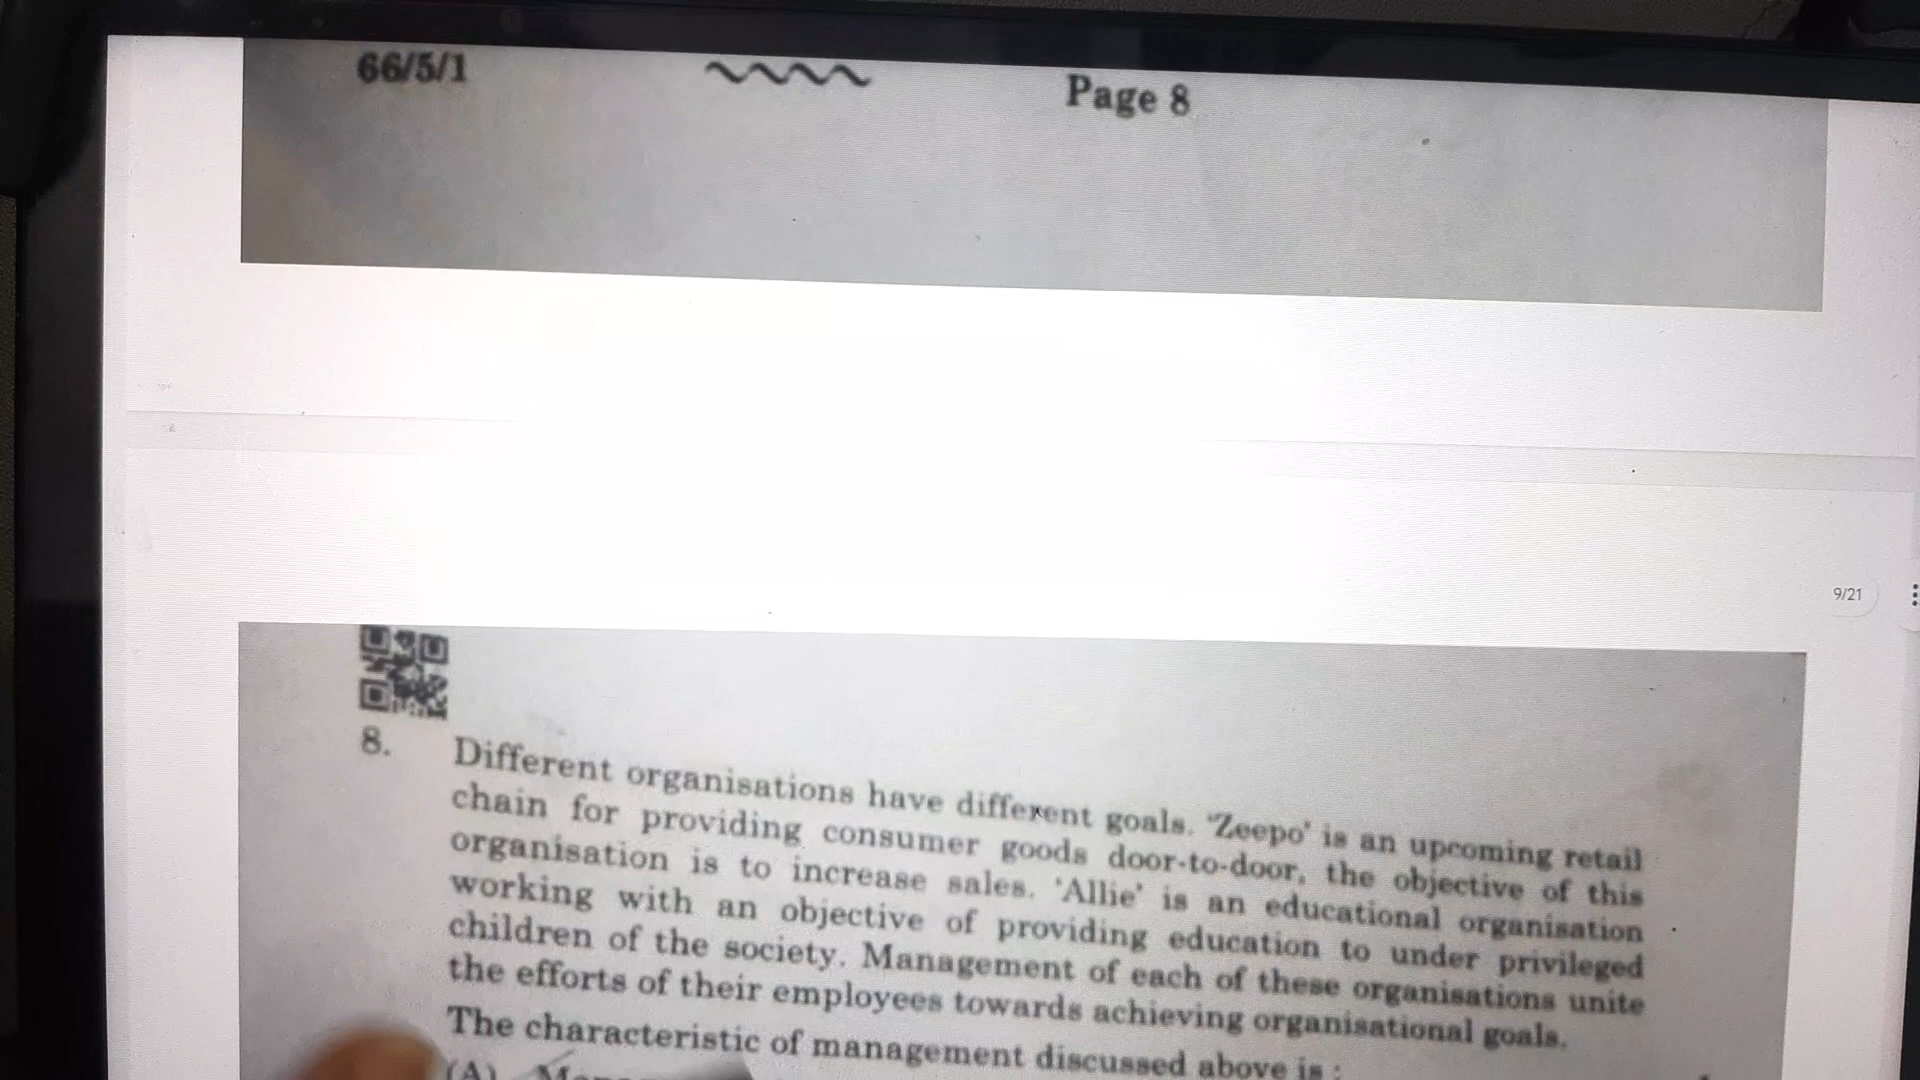 66/5/1
Page 8
9/21
8.
Different organisations have different goals. 'Zeepo' is an upcoming retail
chain for providing consumer goods door-to-door, the objective of this
organisation is to increase sales. 'Allie' is an educational organisation
working with an objective of providing education to under privileged
children of the society. Management of each of these organisations unite
the efforts of their employees towards achieving organisational goals.
The characteristic of management discussed above is :
(A)